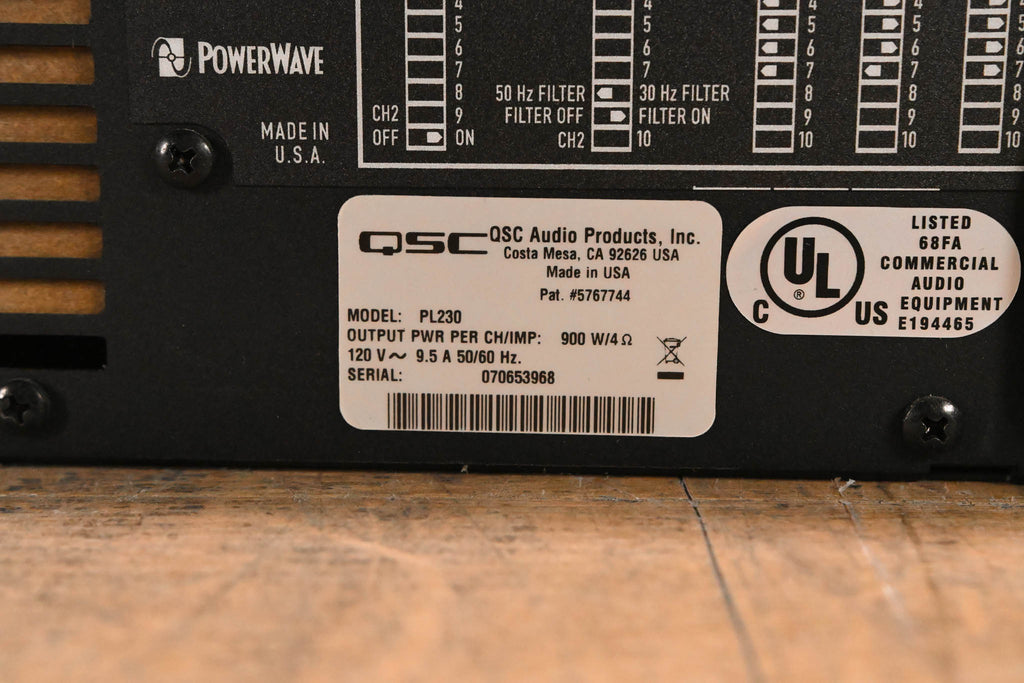 POWERWAVE
MADE IN
U.S.A.
4
5
6
7
8
CH2 9
OFF ON
4
5
6
7
50 Hz FILTER 30 Hz FILTER
FILTER OFF FILTER ON
CH2 10
4
5
6
7
8
9
10
4
5
6
7
8
9
10
4
5
6
7
8
9
10
QSC QSC Audio Products, Inc.
Costa Mesa, CA 92626 USA
Made in USA
Pat. #5767744
MODEL: PL230
OUTPUT PWR PER CH/IMP: 900 W/4 Ω
120 V ~ 9.5 A 50/60 Hz.
SERIAL: 070653968
C UL ® US
LISTED
68FA
COMMERCIAL
AUDIO
EQUIPMENT
E194465